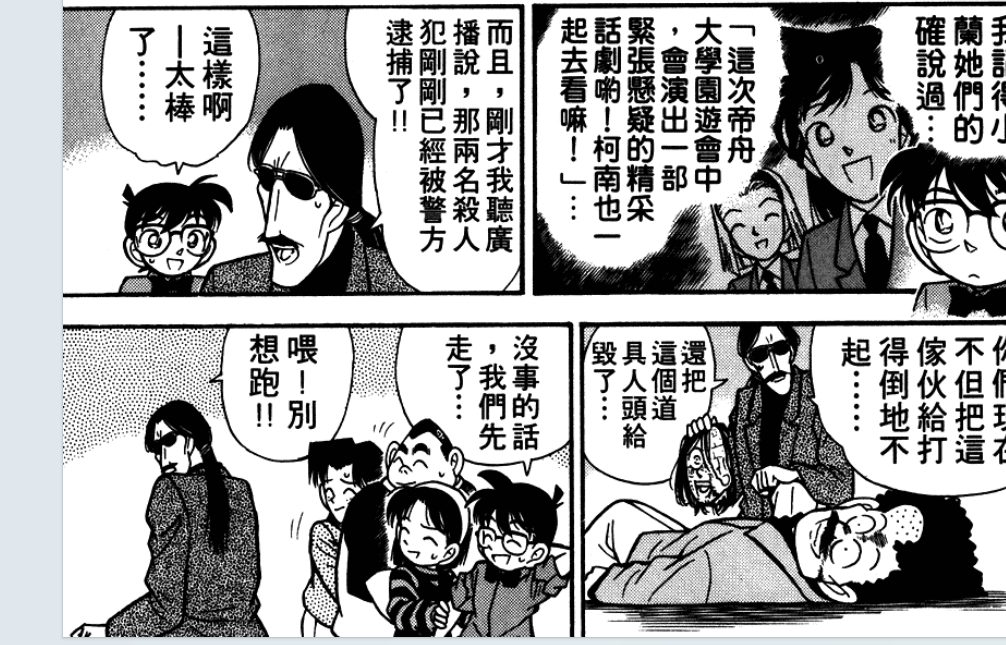 蘭她們的
確說過…
「這次帝舟
大學園遊會中
，會演出一部
緊張懸疑的精采
話劇喲！柯南也一
起去看嘛！」…
而且，剛才我聽廣
播說，那兩名殺人
犯剛剛已經被警方
逮捕了!!
這樣啊
—太棒
了……
不但把這
傢伙給打
得倒地不
起……
還把
這個道
具人頭給
毀了…
沒事的話
，我們先
走了…
喂！別
想跑!!